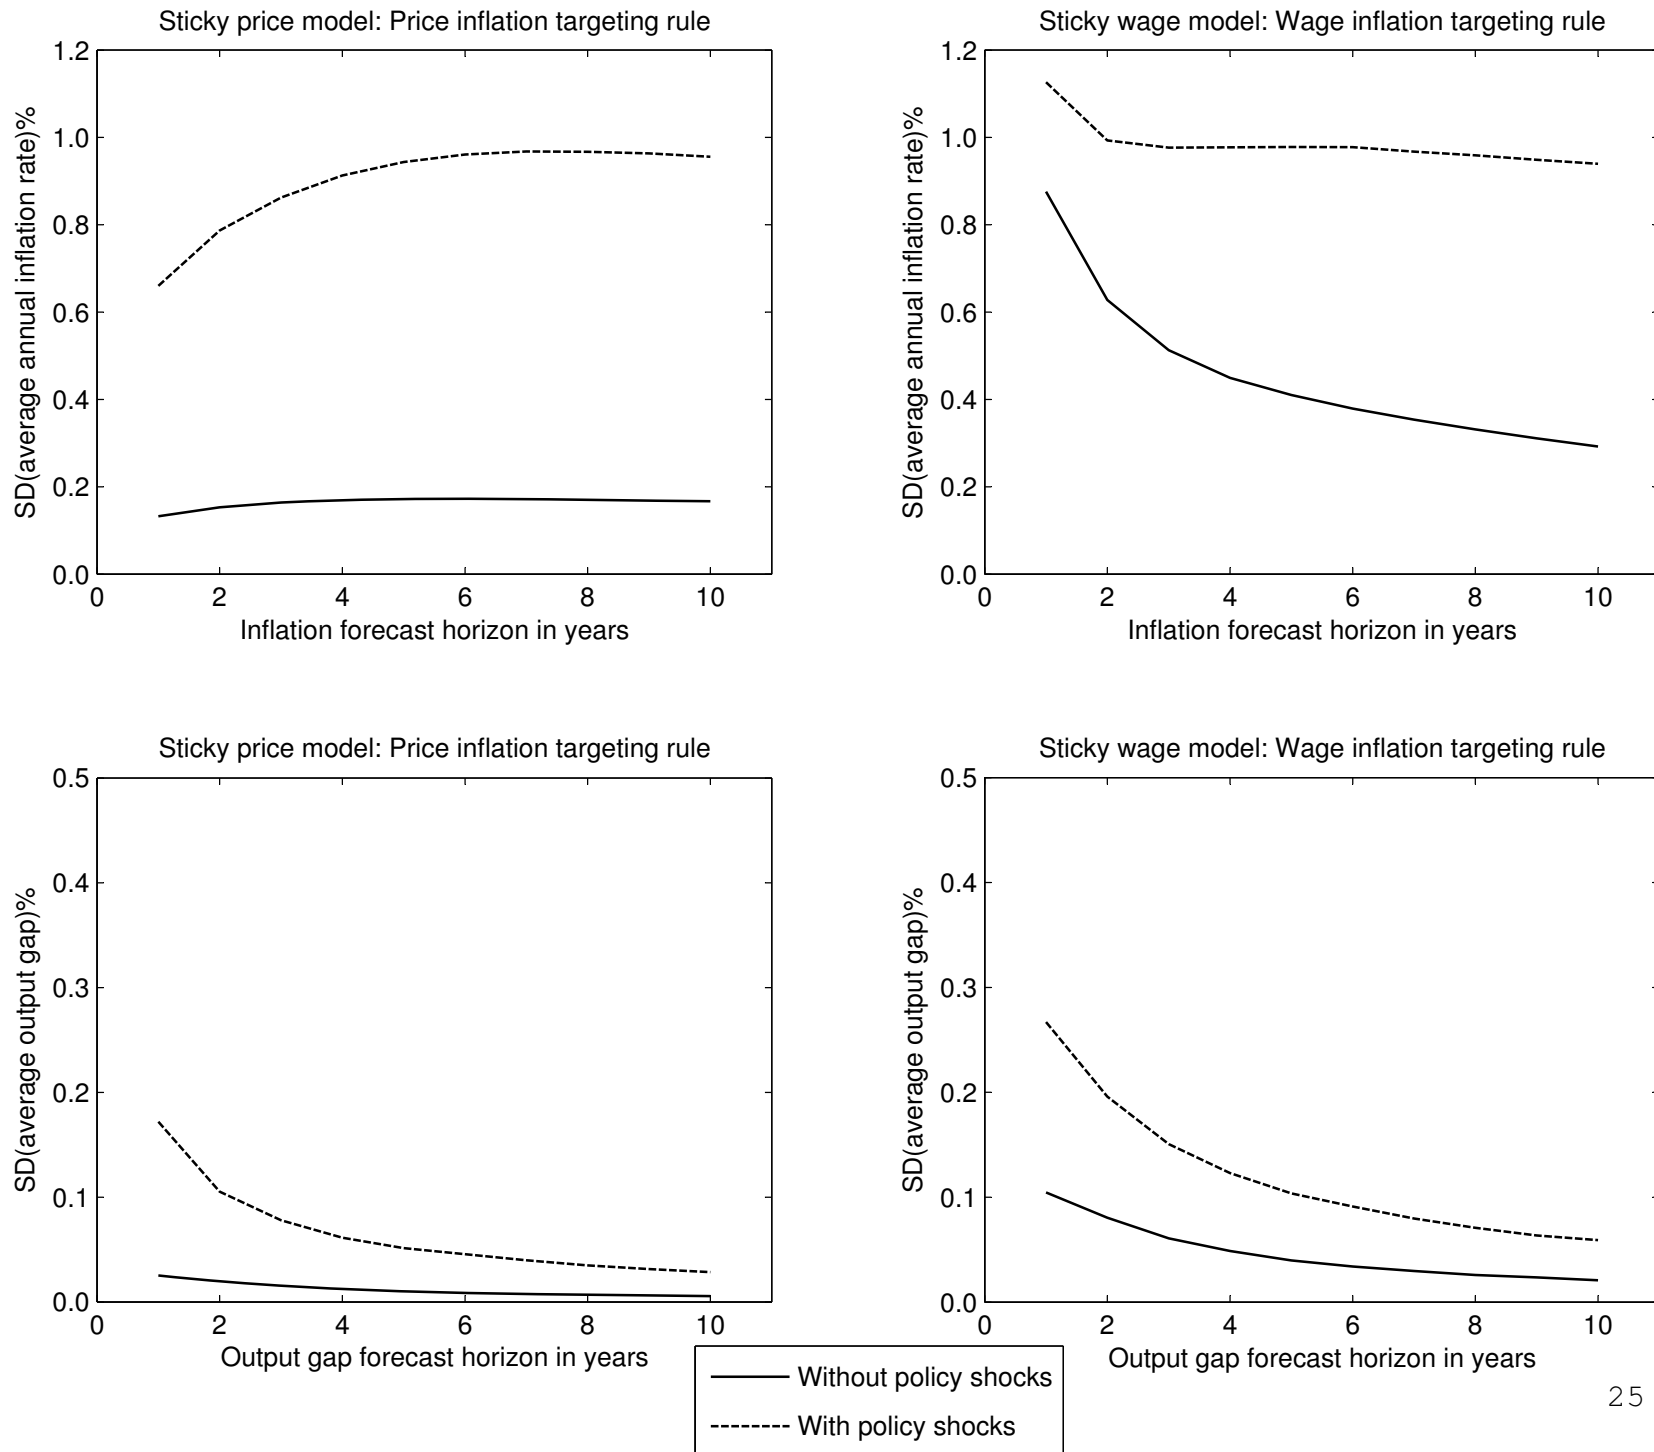 Sticky price model: Price inflation targeting rule
SD(average annual inflation rate)%
1.2
1.0
0.8
0.6
0.4
0.2
0.0
0 2 4 6 8 10
Inflation forecast horizon in years
Sticky wage model: Wage inflation targeting rule
SD(average annual inflation rate)%
1.2
1.0
0.8
0.6
0.4
0.2
0.0
0 2 4 6 8 10
Inflation forecast horizon in years
Sticky price model: Price inflation targeting rule
SD(average output gap)%
0.5
0.4
0.3
0.2
0.1
0.0
0 2 4 6 8 10
Output gap forecast horizon in years
Sticky wage model: Wage inflation targeting rule
SD(average output gap)%
0.5
0.4
0.3
0.2
0.1
0.0
0 2 4 6 8 10
Output gap forecast horizon in years
Without policy shocks
With policy shocks
25